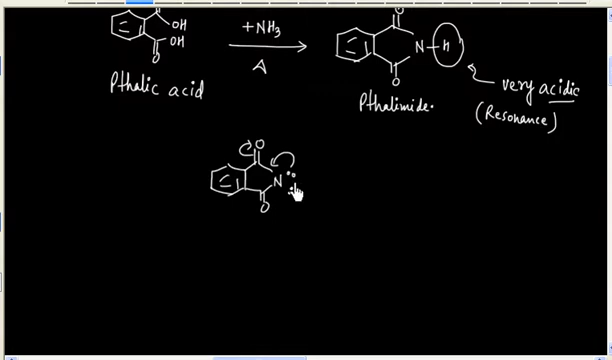 O
O
OH
OH
O
+NH3
Δ
N
H
O
Pthalic acid
Pthalimide.
very acidic
(Resonance)
O
N
O